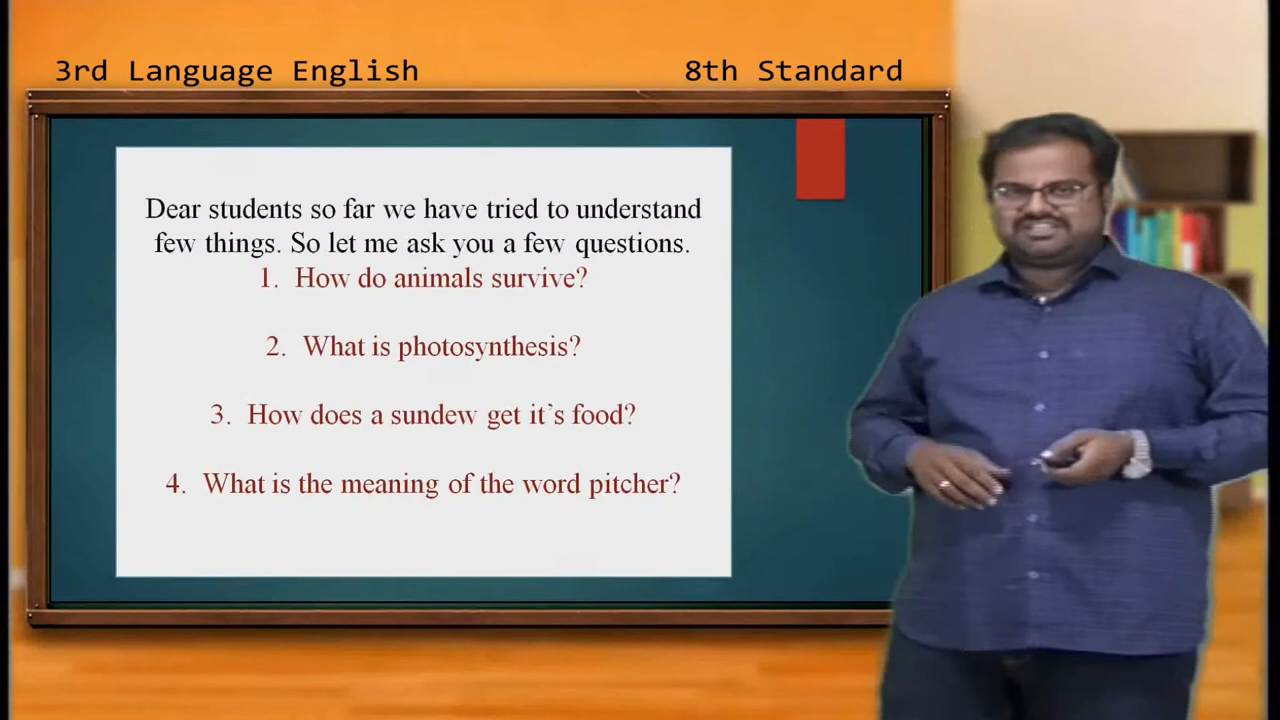 3rd Language English
8th Standard
Dear students so far we have tried to understand
few things. So let me ask you a few questions.
1. How do animals survive?
2. What is photosynthesis?
3. How does a sundew get it’s food?
4. What is the meaning of the word pitcher?